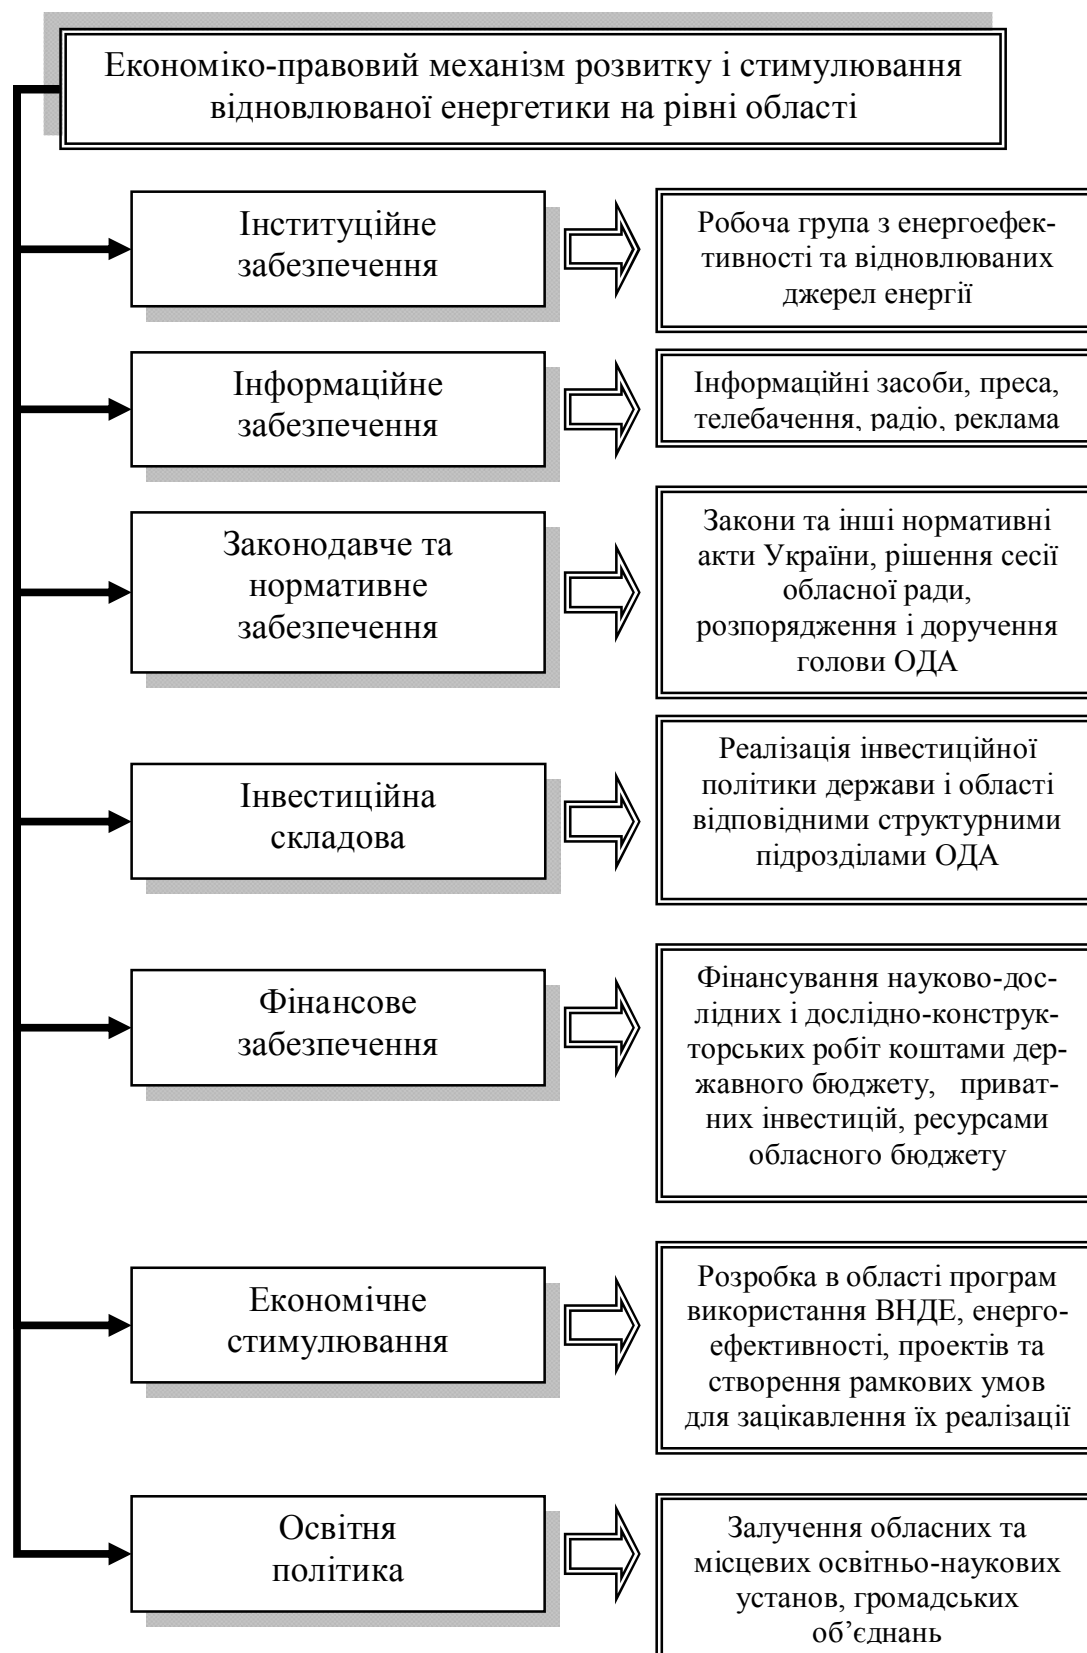 Економіко-правовий механізм розвитку і стимулювання
відновлюваної енергетики на рівні області
Інституційне
забезпечення
Робоча група з енергоефек-
тивності та відновлюваних
джерел енергії
Інформаційне
забезпечення
Інформаційні засоби, преса,
телебачення, радіо, реклама
Законодавче та
нормативне
забезпечення
Закони та інші нормативні
акти України, рішення сесії
обласної ради,
розпорядження і доручення
голови ОДА
Інвестиційна
складова
Реалізація інвестиційної
політики держави і області
відповідними структурними
підрозділами ОДА
Фінансове
забезпечення
Фінансування науково-дос-
лідних і дослідно-конструк-
торських робіт коштами дер-
жавного бюджету, приват-
них інвестицій, ресурсами
обласного бюджету
Економічне
стимулювання
Розробка в області програм
використання ВНДЕ, енерго-
ефективності, проектів та
створення рамкових умов
для зацікавлення їх реалізації
Освітня
політика
Залучення обласних та
місцевих освітньо-наукових
установ, громадських
об’єднань